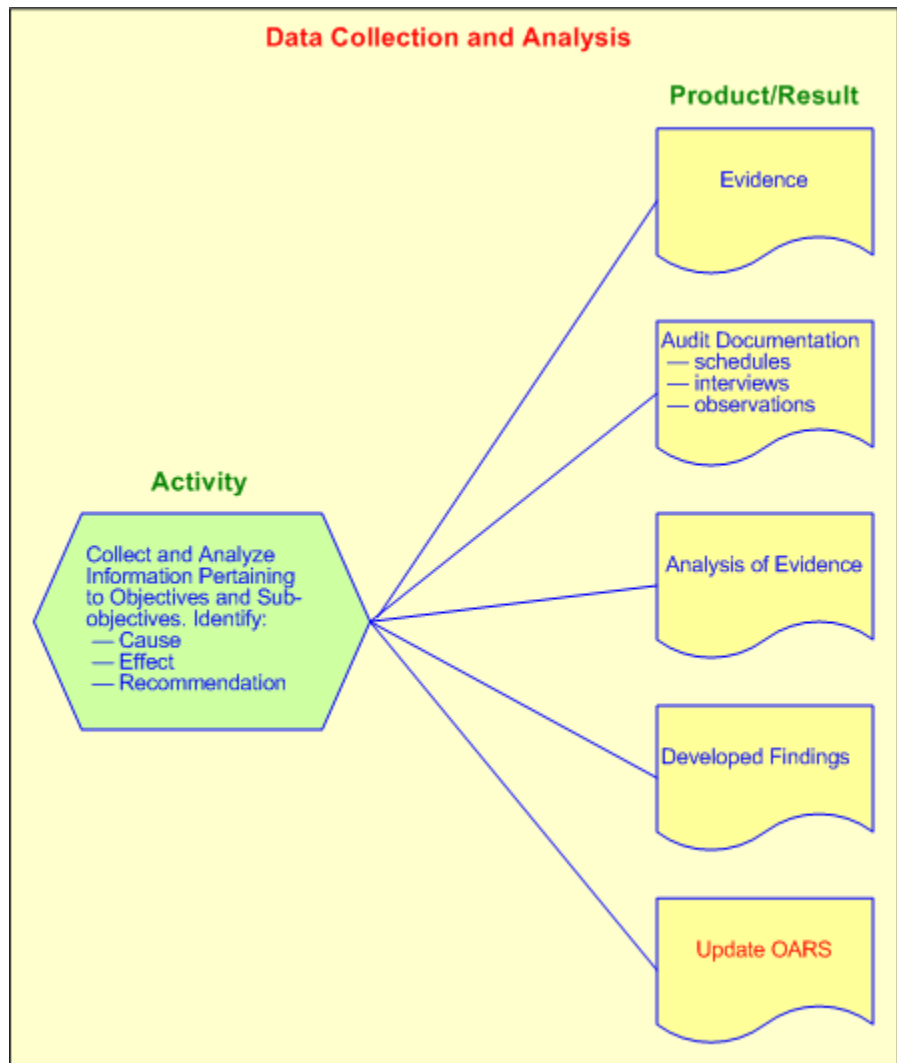 Data Collection and Analysis
Product/Result
Evidence
Audit Documentation
— schedules
— interviews
— observations
Activity
Collect and Analyze
Information Pertaining
to Objectives and Sub-
objectives. Identify:
— Cause
— Effect
— Recommendation
Analysis of Evidence
Developed Findings
Update OARS